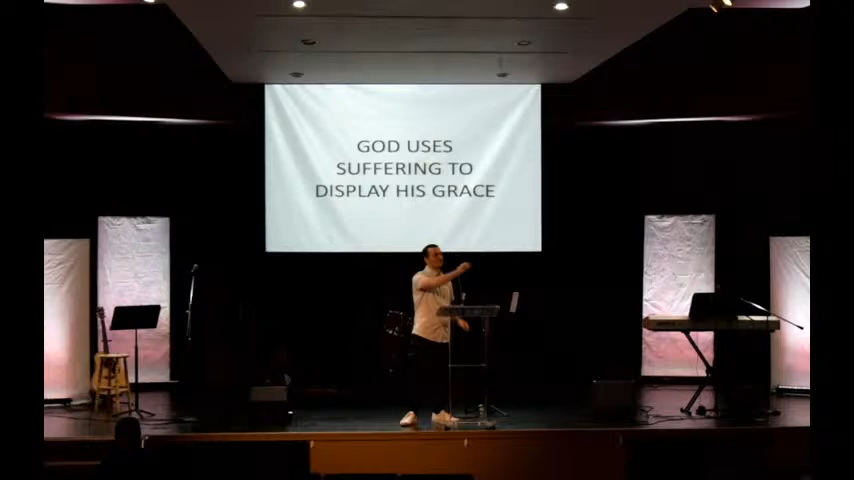 GOD USES
SUFFERING TO
DISPLAY HIS GRACE